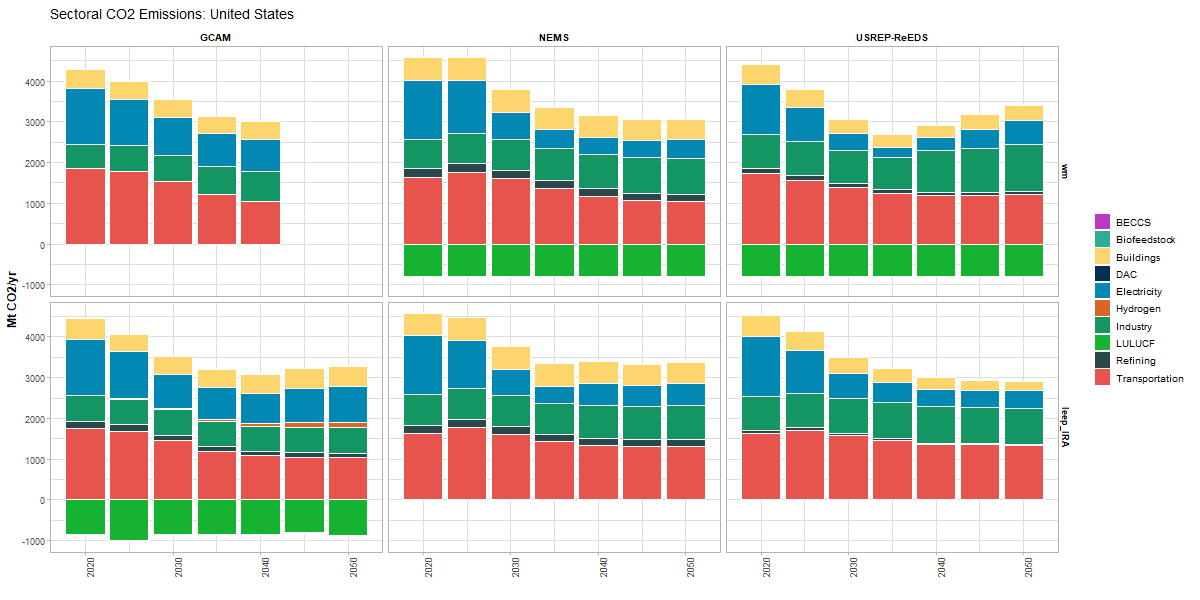 Sectoral CO2 Emissions: United States
GCAM
NEMS
USREP-ReEDS
Mt CO2/yr
4000
3000
2000
1000
0
-1000
wm
4000
3000
2000
1000
0
-1000
ieep_IRA
2020
2030
2040
2050
2020
2030
2040
2050
2020
2030
2040
2050
BECCS
Biofeedstock
Buildings
DAC
Electricity
Hydrogen
Industry
LULUCF
Refining
Transportation